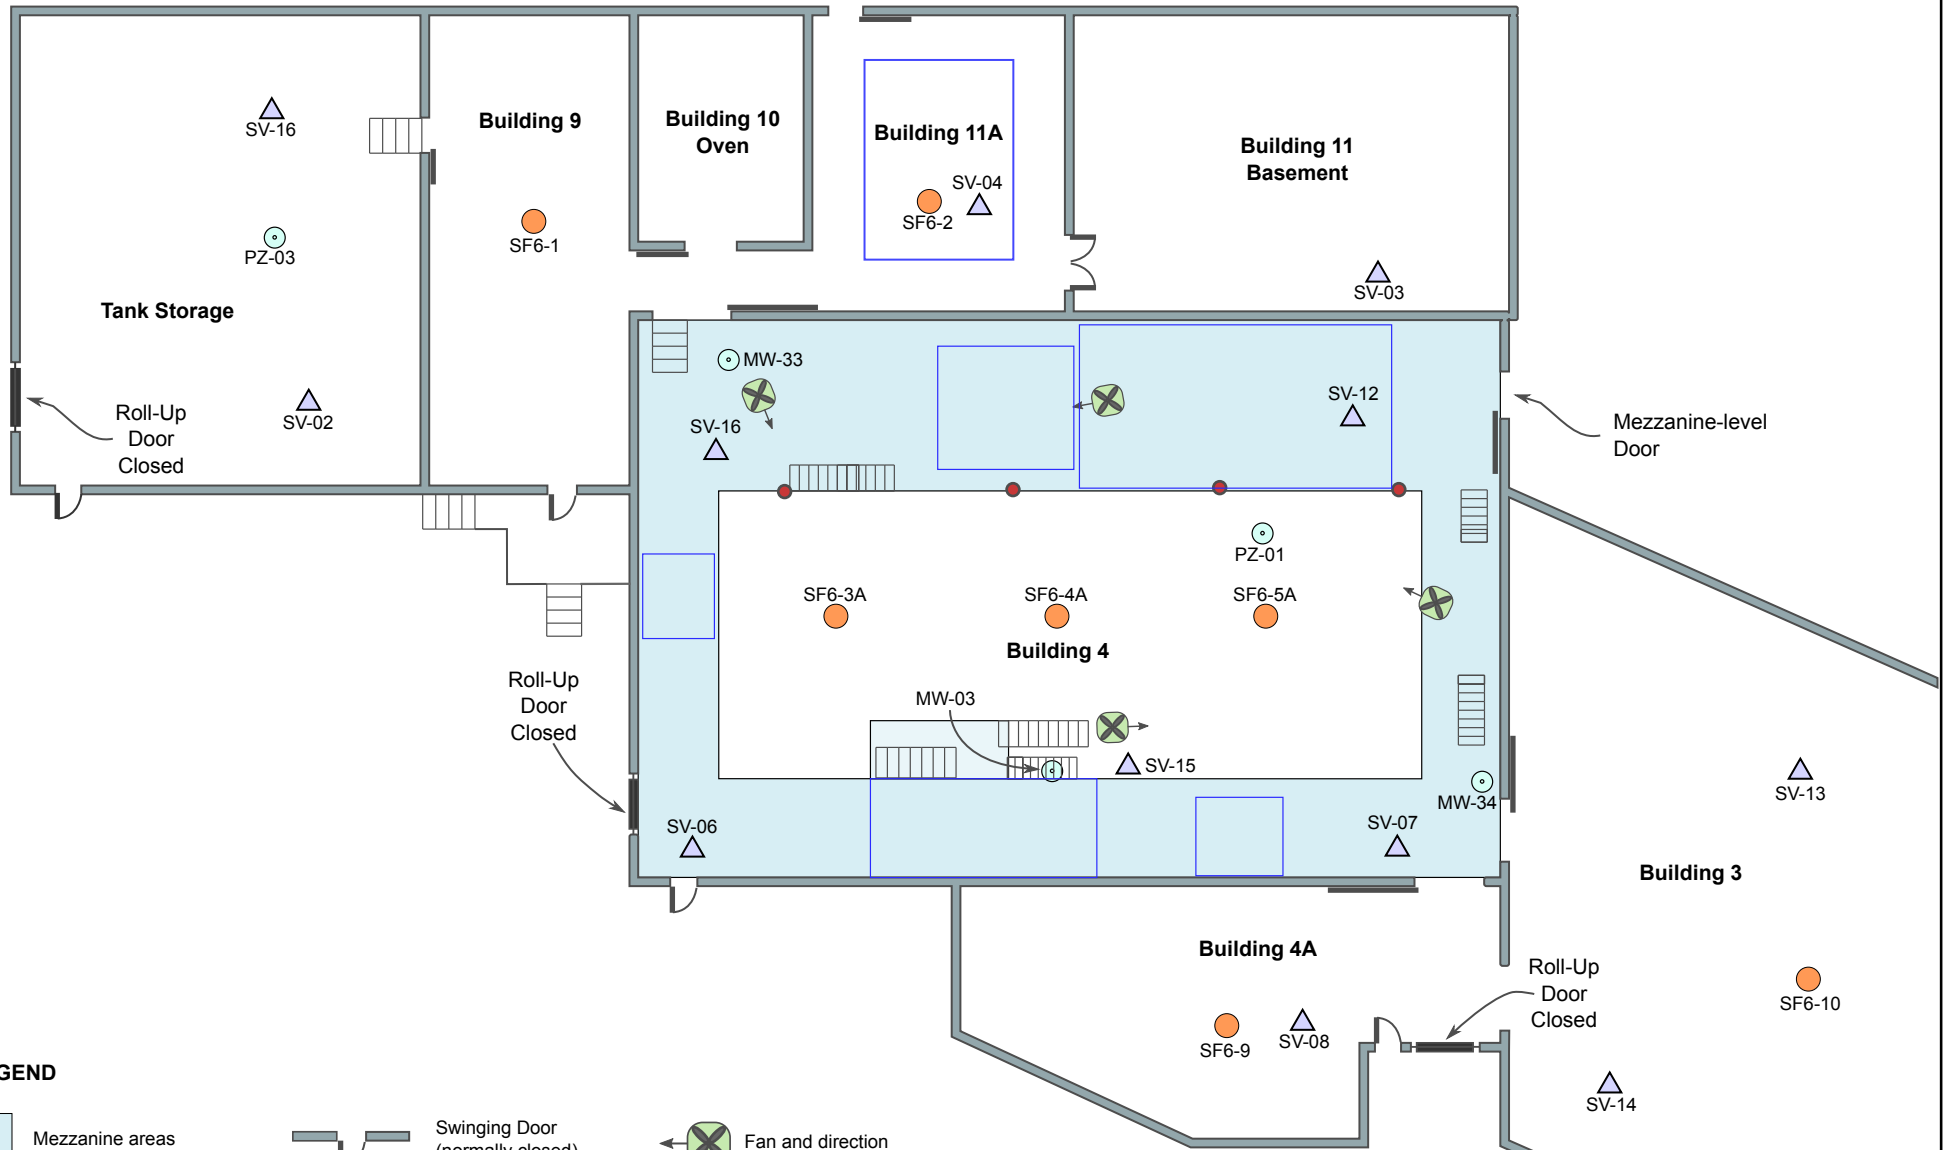 Building 9
Building 10
Oven
Building 11A
Building 11
Basement
SV-16
SV-04
SF6-2
SF6-1
PZ-03
SV-03
Tank Storage
MW-33
SV-12
Roll-Up
Door
Closed
SV-02
SV-16
Mezzanine-level
Door
PZ-01
SF6-3A
SF6-4A
SF6-5A
Building 4
Roll-Up
Door
Closed
MW-03
SV-15
MW-34
SV-13
SV-06
SV-07
Building 3
Building 4A
Roll-Up
Door
Closed
SF6-10
SF6-9
SV-08
SV-14
GEND
Mezzanine areas
Swinging Door
(normally closed)
Fan and direction